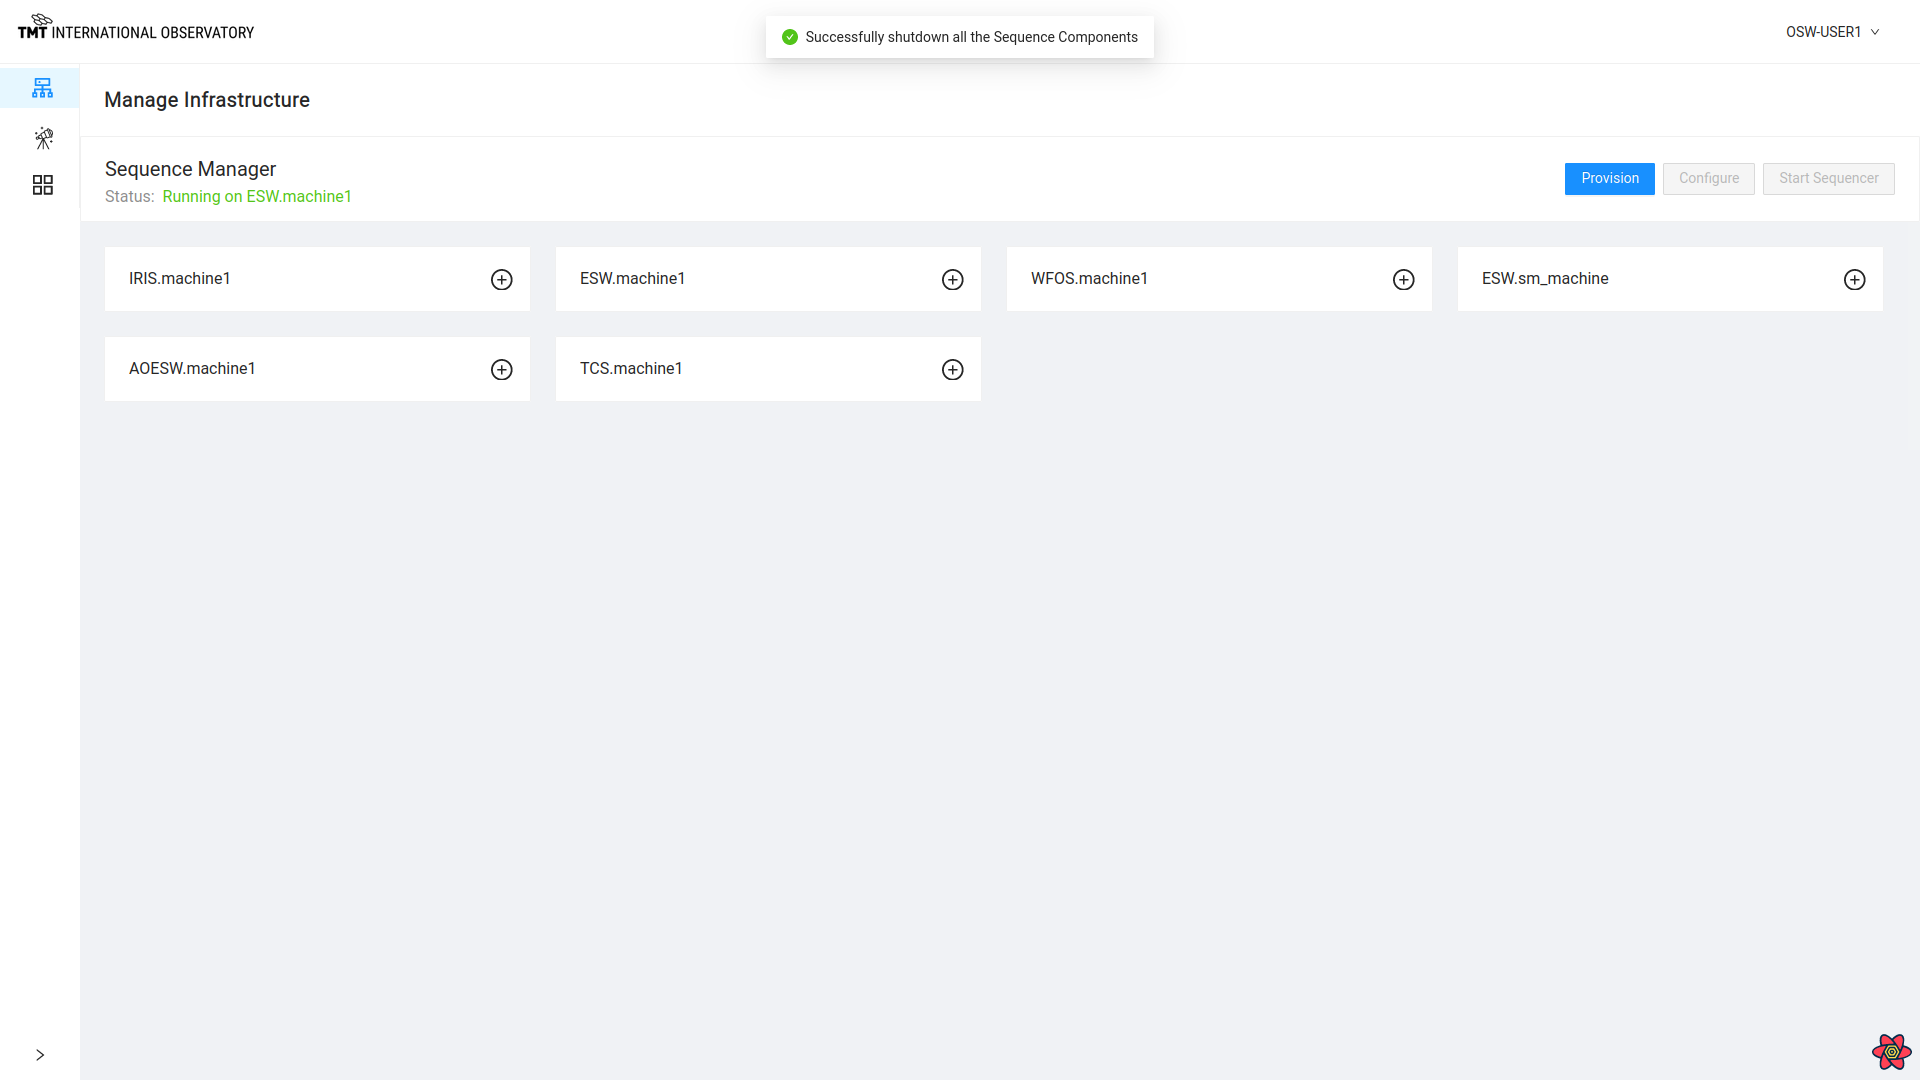 TMT INTERNATIONAL OBSERVATORY
Successfully shutdown all the Sequence Components
OSW-USER1
Manage Infrastructure
Sequence Manager
Status: Running on ESW.machine1
Provision
Configure
Start Sequencer
IRIS.machine1
ESW.machine1
WFOS.machine1
ESW.sm_machine
AOESW.machine1
TCS.machine1